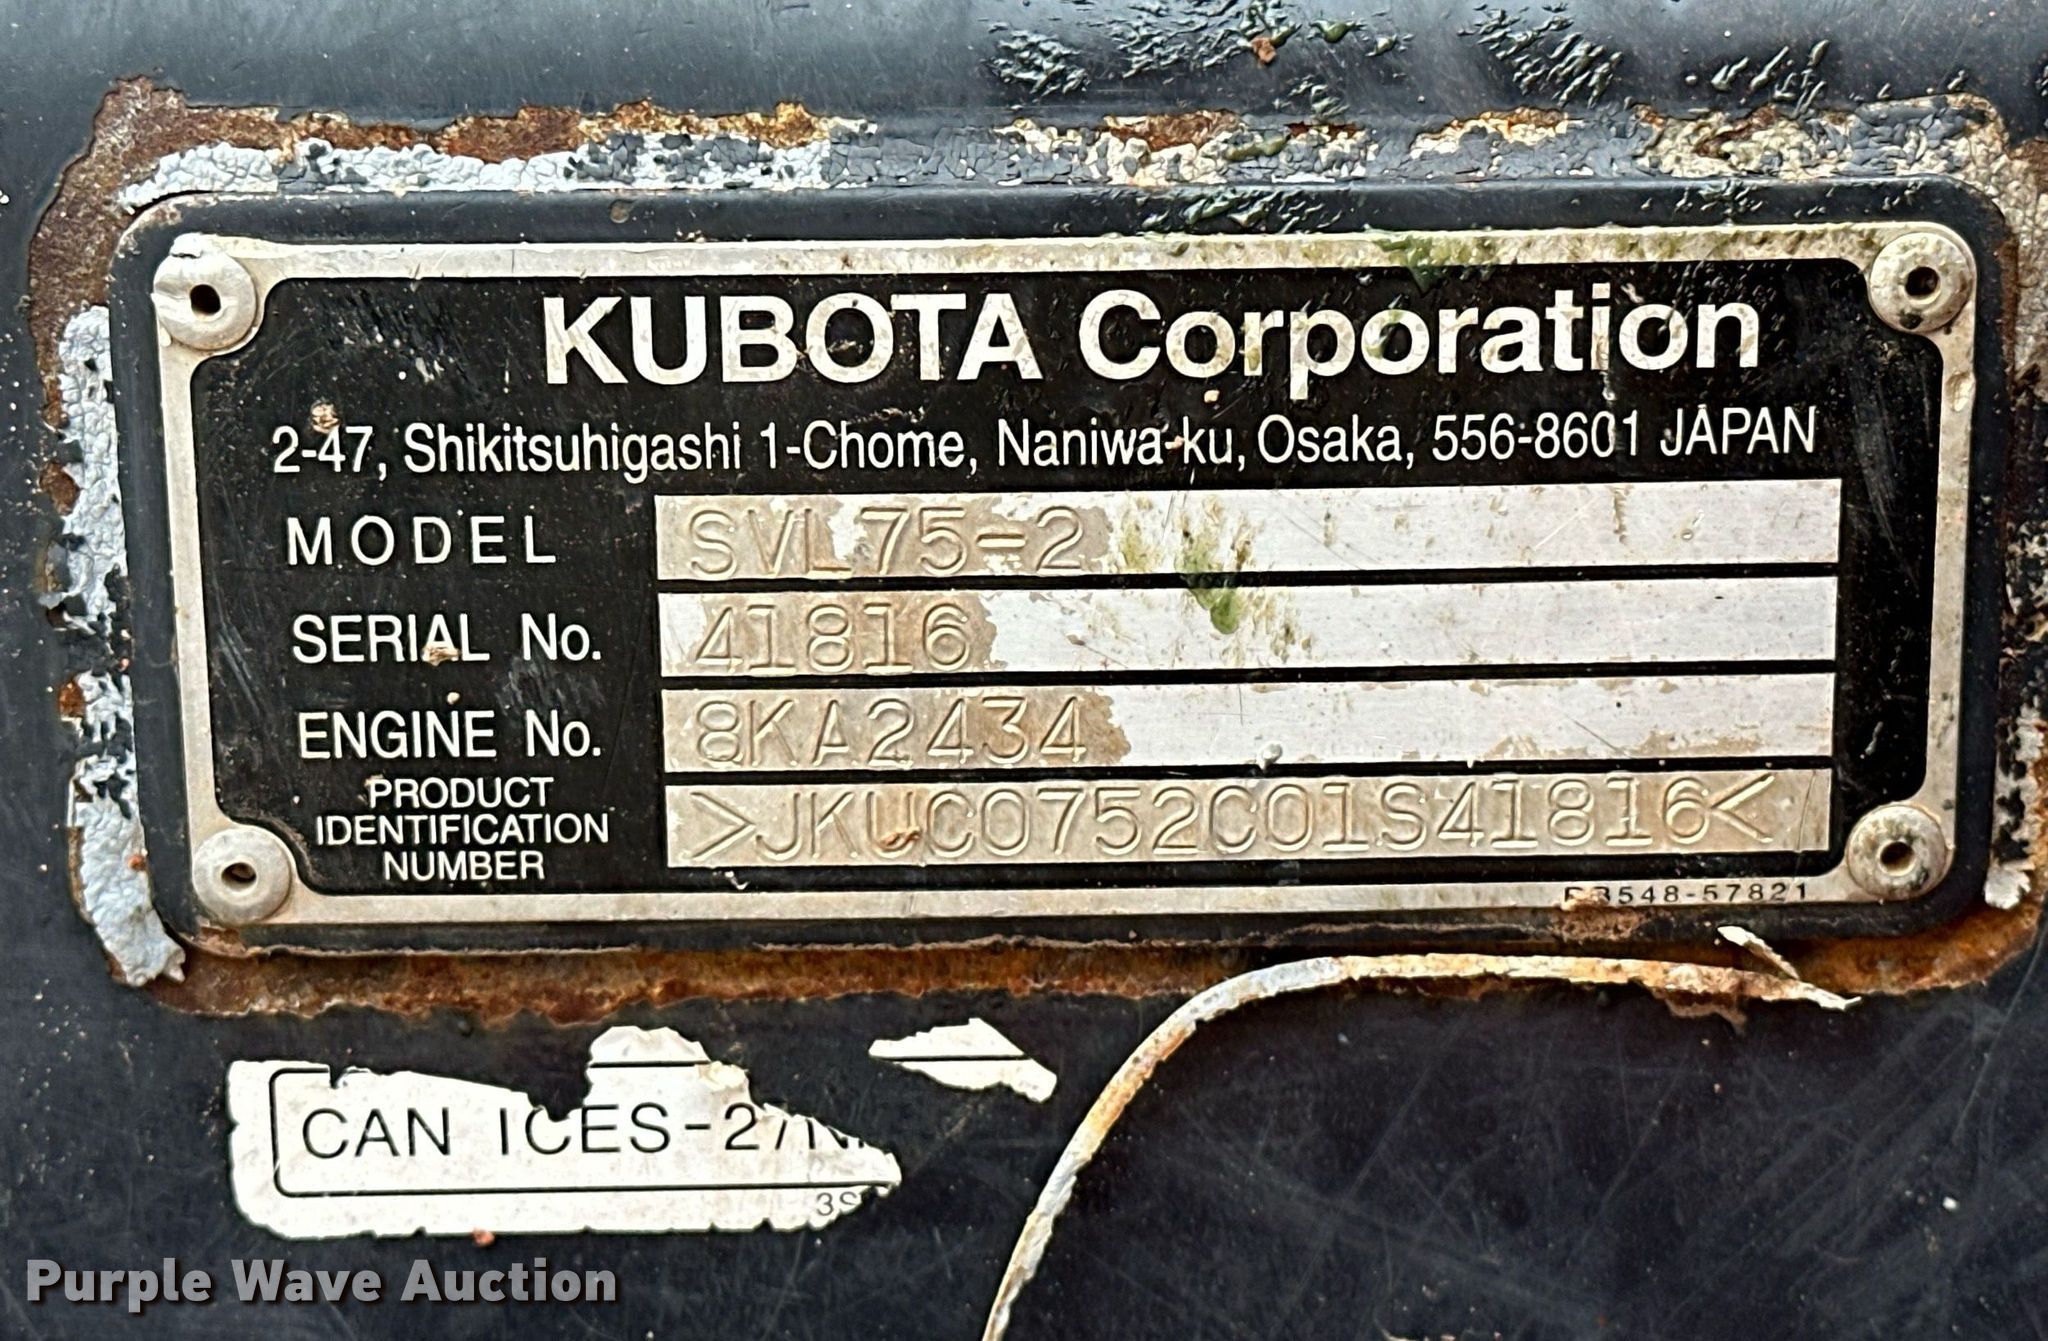 KUBOTA Corporation
2-47, Shikitsuhigashi 1-Chome, Naniwa-ku, Osaka, 556-8601 JAPAN
MODEL SVL75-2
SERIAL No. 41816
ENGINE No. 8KA2434
PRODUCT
IDENTIFICATION
NUMBER
>JKUC0752C01S41816<
CAN ICES-2/N
Purple Wave Auction